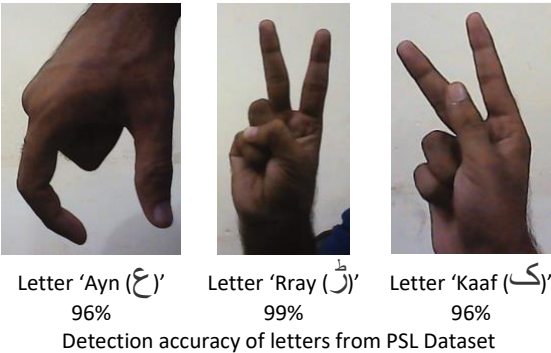 Letter ‘Ayn (ع)’ Letter ‘Rray (ڑ)’ Letter ‘Kaaf (ک)’
96% 99% 96%
Detection accuracy of letters from PSL Dataset